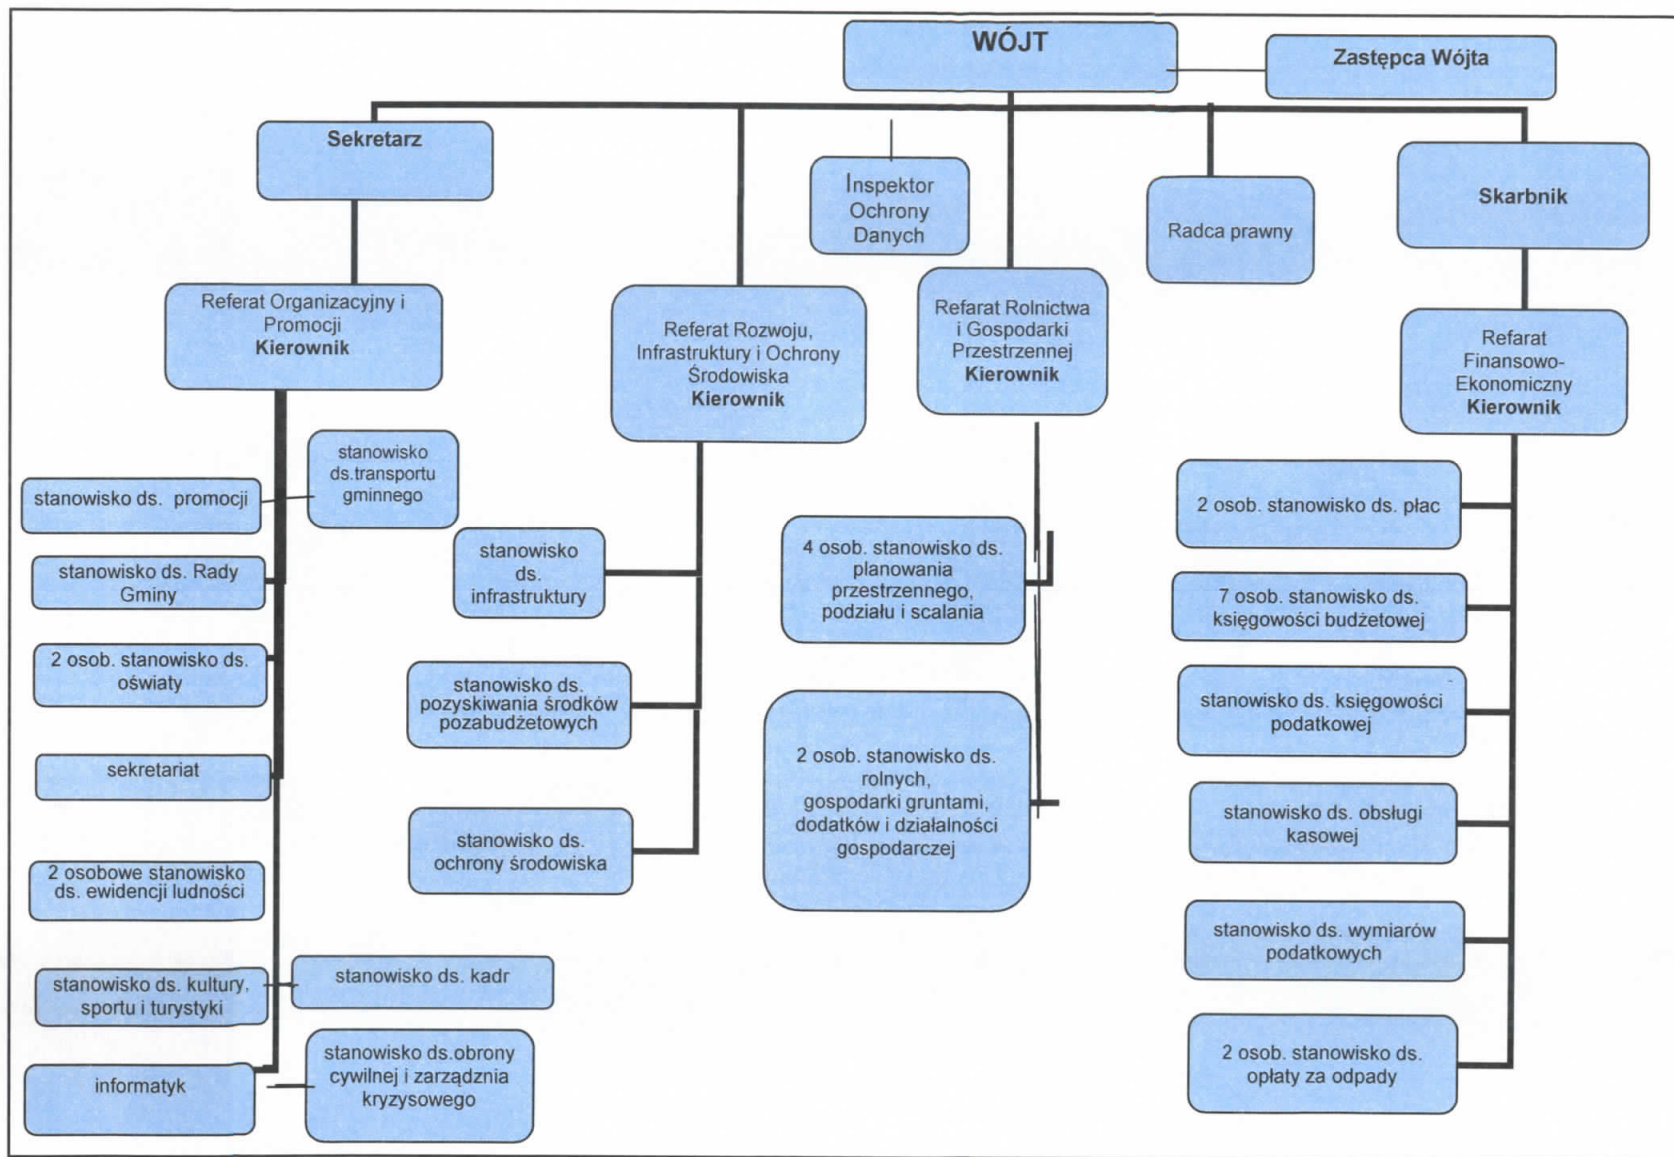 WÓJT
Zastępca Wójta
Sekretarz
Inspektor
Ochrony
Danych
Radca prawny
Skarbnik
Referat Organizacyjny i
Promocji
Kierownik
Referat Rozwoju,
Infrastruktury i Ochrony
Środowiska
Kierownik
Refarat Rolnictwa
i Gospodarki
Przestrzennej
Kierownik
Refarat
Finansowo-
Ekonomiczny
Kierownik
stanowisko ds. promocji
stanowisko
ds.transportu
gminnego
stanowisko ds. Rady
Gminy
2 osob. stanowisko ds.
oświaty
sekretariat
2 osobowe stanowisko
ds. ewidencji ludności
stanowisko ds. kultury,
sportu i turystyki
stanowisko ds. kadr
informatyk
stanowisko ds.obrony
cywilnej i zarządznia
kryzysowego
stanowisko
ds.
infrastruktury
stanowisko ds.
pozyskiwania środków
pozabudżetowych
stanowisko ds.
ochrony środowiska
4 osob. stanowisko ds.
planowania
przestrzennego,
podziału i scalania
2 osob. stanowisko ds.
rolnych,
gospodarki gruntami,
dodatków i działalności
gospodarczej
2 osob. stanowisko ds. płac
7 osob. stanowisko ds.
księgowości budżetowej
stanowisko ds. księgowości
podatkowej
stanowisko ds. obsługi
kasowej
stanowisko ds. wymiarów
podatkowych
2 osob. stanowisko ds.
opłaty za odpady